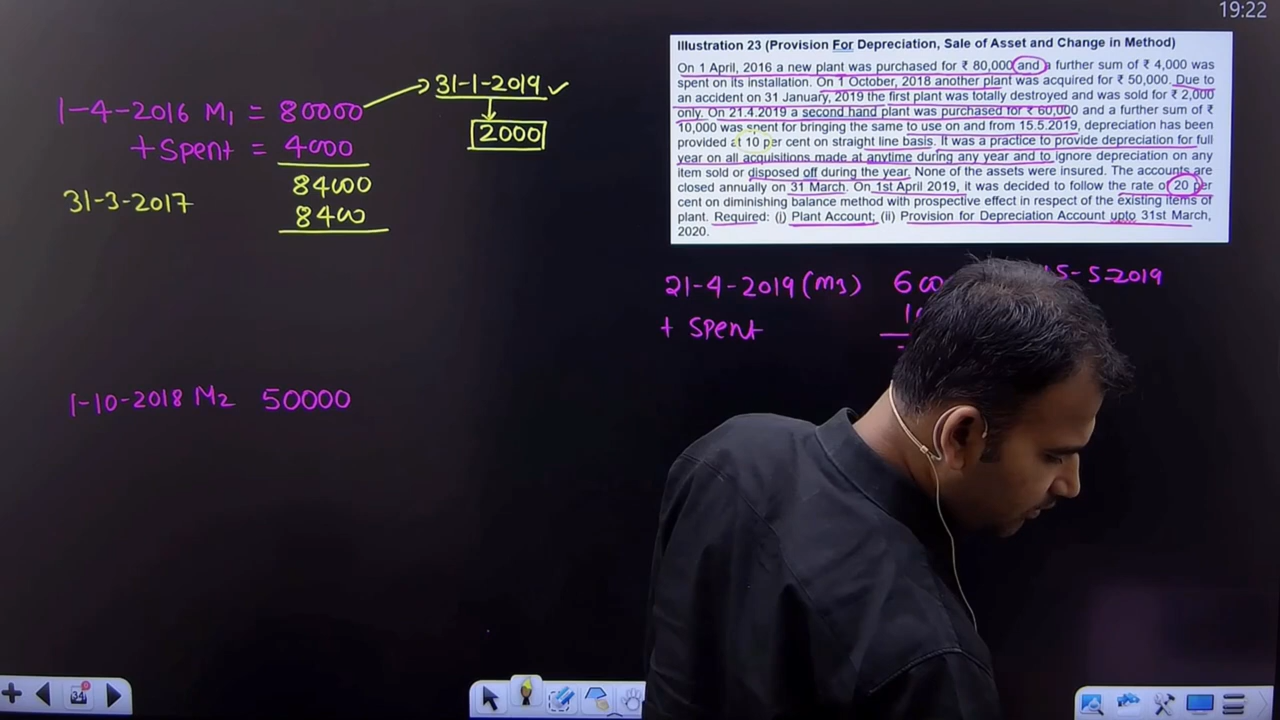 19:22
Illustration 23 (Provision For Depreciation, Sale of Asset and Change in Method)
On 1 April, 2016 a new plant was purchased for ₹ 80,000 and a further sum of ₹ 4,000 was
spent on its installation. On 1 October, 2018 another plant was acquired for ₹ 50,000. Due to
an accident on 31 January, 2019 the first plant was totally destroyed and was sold for ₹ 2,000
only. On 21.4.2019 a second hand plant was purchased for ₹ 60,000 and a further sum of ₹
10,000 was spent for bringing the same to use on and from 15.5.2019, depreciation has been
provided at 10 per cent on straight line basis. It was a practice to provide depreciation for full
year on all acquisitions made at anytime during any year and to ignore depreciation on any
item sold or disposed off during the year. None of the assets were insured. The accounts are
closed annually on 31 March. On 1st April 2019, it was decided to follow the rate of 20 per
cent on diminishing balance method with prospective effect in respect of the existing items of
plant. Required: (i) Plant Account; (ii) Provision for Depreciation Account upto 31st March,
2020.
1-4-2016 M1 = 80000
31-1-2019 ✓
2000
+ Spent = 4000
84000
31-3-2017
8400
1-10-2018 M2 50000
21-4-2019 (M3)
5-5-2019
+ Spent
34